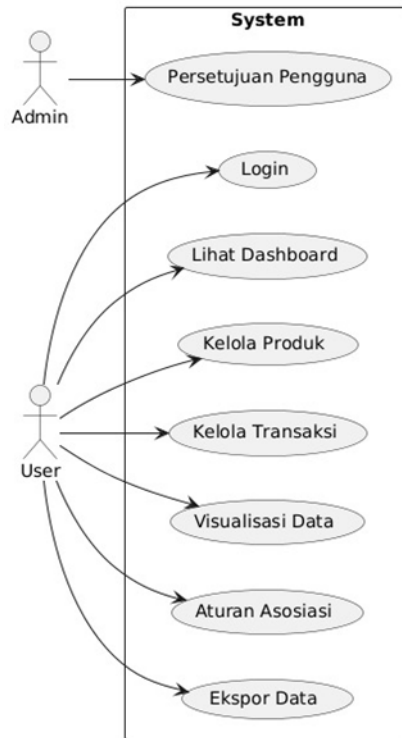 System
Admin
Persetujuan Pengguna
Login
Lihat Dashboard
Kelola Produk
User
Kelola Transaksi
Visualisasi Data
Aturan Asosiasi
Ekspor Data